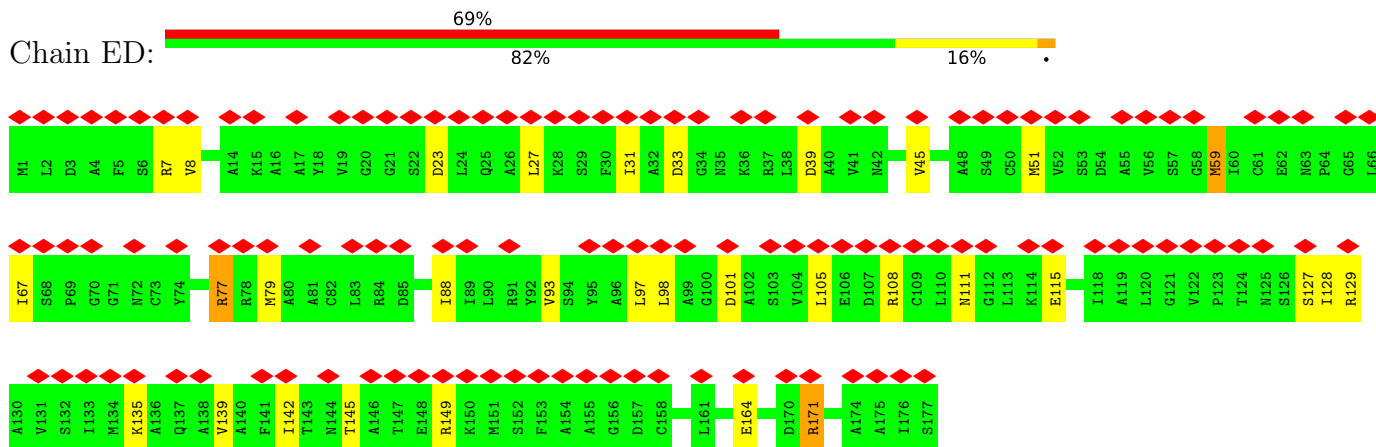 69%
Chain ED:
82% 16% •
M1 L2 D3 A4 F5 S6 R7 V8 A14 K15 A16 A17 Y18 V19 G20 G21 S22 D23 L24 Q25 A26 L27 K28 S29 F30 I31 A32 D33 G34 N35 K36 R37 L38 D39 A40 V41 N42 V45 A48 S49 C50 M51 V52 S53 D54 A55 V56 S57 G58 M59 I60 C61 E62 N63 P64 G65 L66
I67 S68 P69 G70 G71 N72 C73 Y74 R77 R78 M79 A80 A81 C82 L83 R84 D85 I88 I89 L90 R91 Y92 V93 S94 Y95 A96 L97 L98 A99 G100 D101 A102 S103 V104 L105 E106 D107 R108 C109 L110 N111 G112 L113 K114 E115 I118 A119 L120 G121 V122 P123 T124 N125 S126 S127 I128 R129
A130 V131 S132 I133 M134 K135 A136 Q137 A138 V139 A140 F141 I142 T143 N144 T145 A146 T147 E148 R149 K150 M151 S152 F153 A154 A155 G156 D157 C158 L161 E164 D170 R171 A174 A175 I176 S177